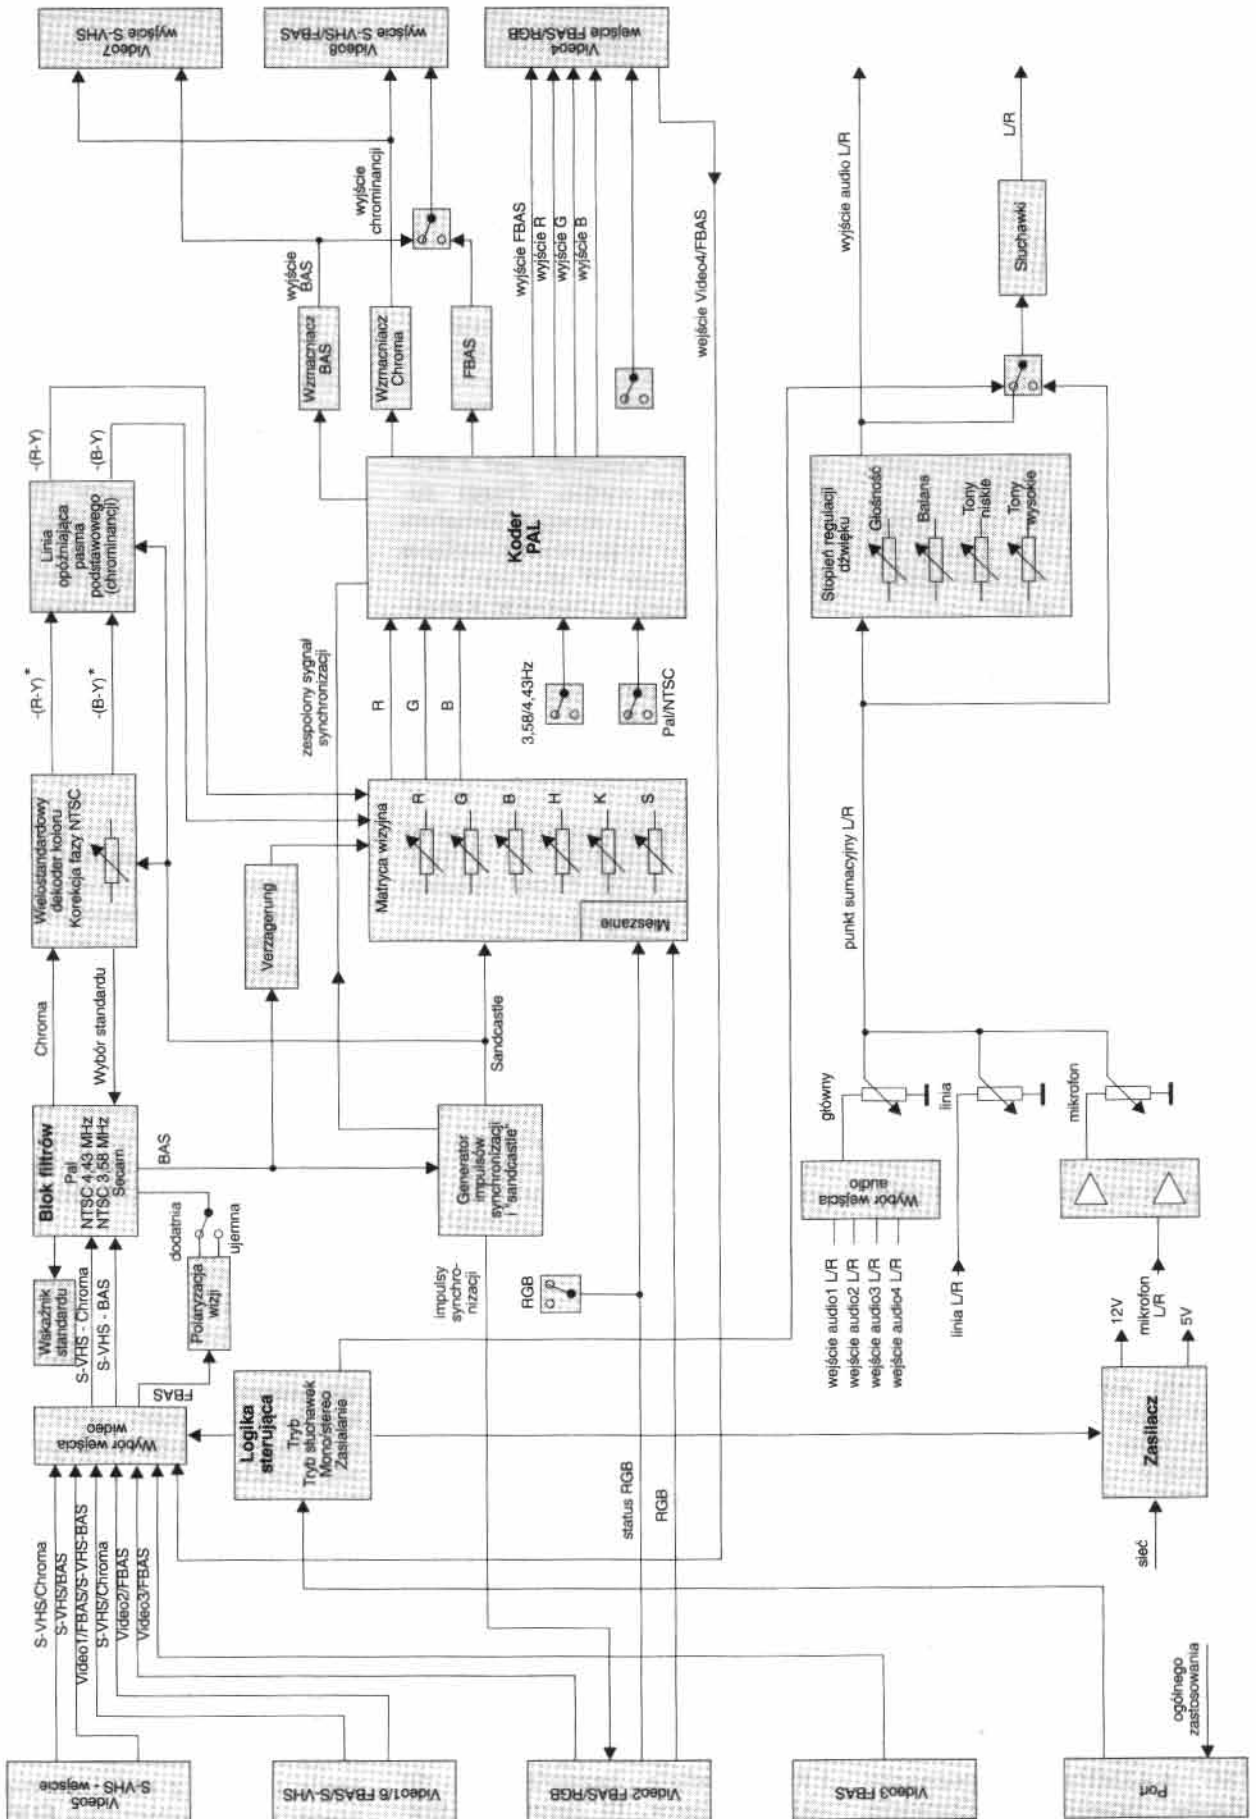 Video5
S-VHS - wejście
Video1/6 FBAS/S-VHS
Video2 FBAS/RGB
Video3 FBAS
Port
ogólnego
zastosowania
S-VHS/Chroma
S-VHS/BAS
Video1/FBAS/S-VHS-BAS
S-VHS/Chroma
Video2/FBAS
Video3/FBAS
Wybór wejścia
wideo
S-VHS - Chroma
S-VHS - BAS
FBAS
Wskaźnik
standardu
Polaryzacja
wizji
dodatnia
ujemna
Blok filtrów
Pal
NTSC 4,43 MHz
NTSC 3,58 MHz
Secam
BAS
Chroma
Wybór standardu
Wielostandardowy
dekoder koloru
Korekcja fazy NTSC
-(R-Y)*
-(B-Y)*
Linia
opóźniająca
pasma
podstawowego
(chrominancji)
-(R-Y)
-(B-Y)
Video7
wyjście S-VHS
Video8
wyjście S-VHS/FBAS
Video4
wejście FBAS/RGB
Logika
sterująca
Tryb
Tryb słuchawek
Mono/stereo
Zasialanie
impulsy
synchro-
nizacji
Generator
impulsów
synchronizacji
i "sandcastle"
Sandcastle
Verzagerung
zespolony sygnał
synchronizacji
Matryca wizyjna
R
G
B
H
K
S
Mieszanie
R
G
B
3,58/4,43Hz
Pal/NTSC
Koder
PAL
Wzmacniacz
BAS
Wzmacniacz
Chroma
FBAS
wyjście
BAS
wyjście
chrominancji
wyjście FBAS
wyjście R
wyjście G
wyjście B
wejście Video4/FBAS
RGB
status RGB
RGB
wejście audio1 L/R
wejście audio2 L/R
wejście audio3 L/R
wejście audio4 L/R
Wybór wejścia
audio
główny
linia L/R
linia
mikrofon
L/R
mikrofon
punkt sumacyjny L/R
Stopień regulacji
dźwięku
Głośność
Balans
Tony
niskie
Tony
wysokie
wyjście audio L/R
Słuchawki
L/R
sieć
Zasilacz
12V
5V